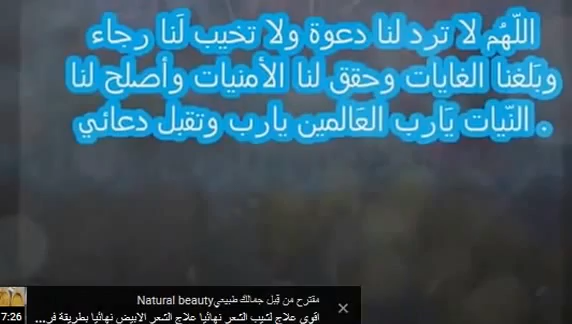 اللّهُم لا ترد لنا دعوة ولا تخيب لَنا رجاء
وبَلغنا الغايات وحقق لنا الأمنيات وأصلح لنا
النّيات يَارب العَالمين يارب وتقبل دعائي .
مقترح من قِبل جمالك طبيعيNatural beauty
اقوى علاج لشيب الشعر نهائيا علاج الشعر الابيض نهائيا بطريقة فر...
7:26